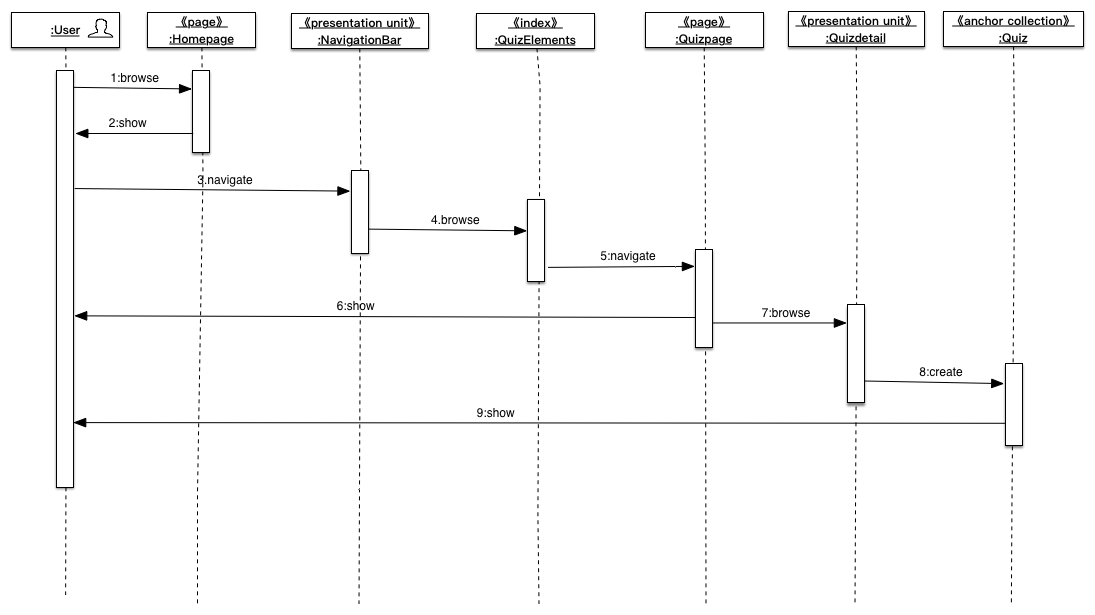 :User
《page》
:Homepage
《presentation unit》
:NavigationBar
《index》
:QuizElements
《page》
:Quizpage
《presentation unit》
:Quizdetail
《anchor collection》
:Quiz
1:browse
2:show
3.navigate
4.browse
5:navigate
6:show
7:browse
8:create
9:show